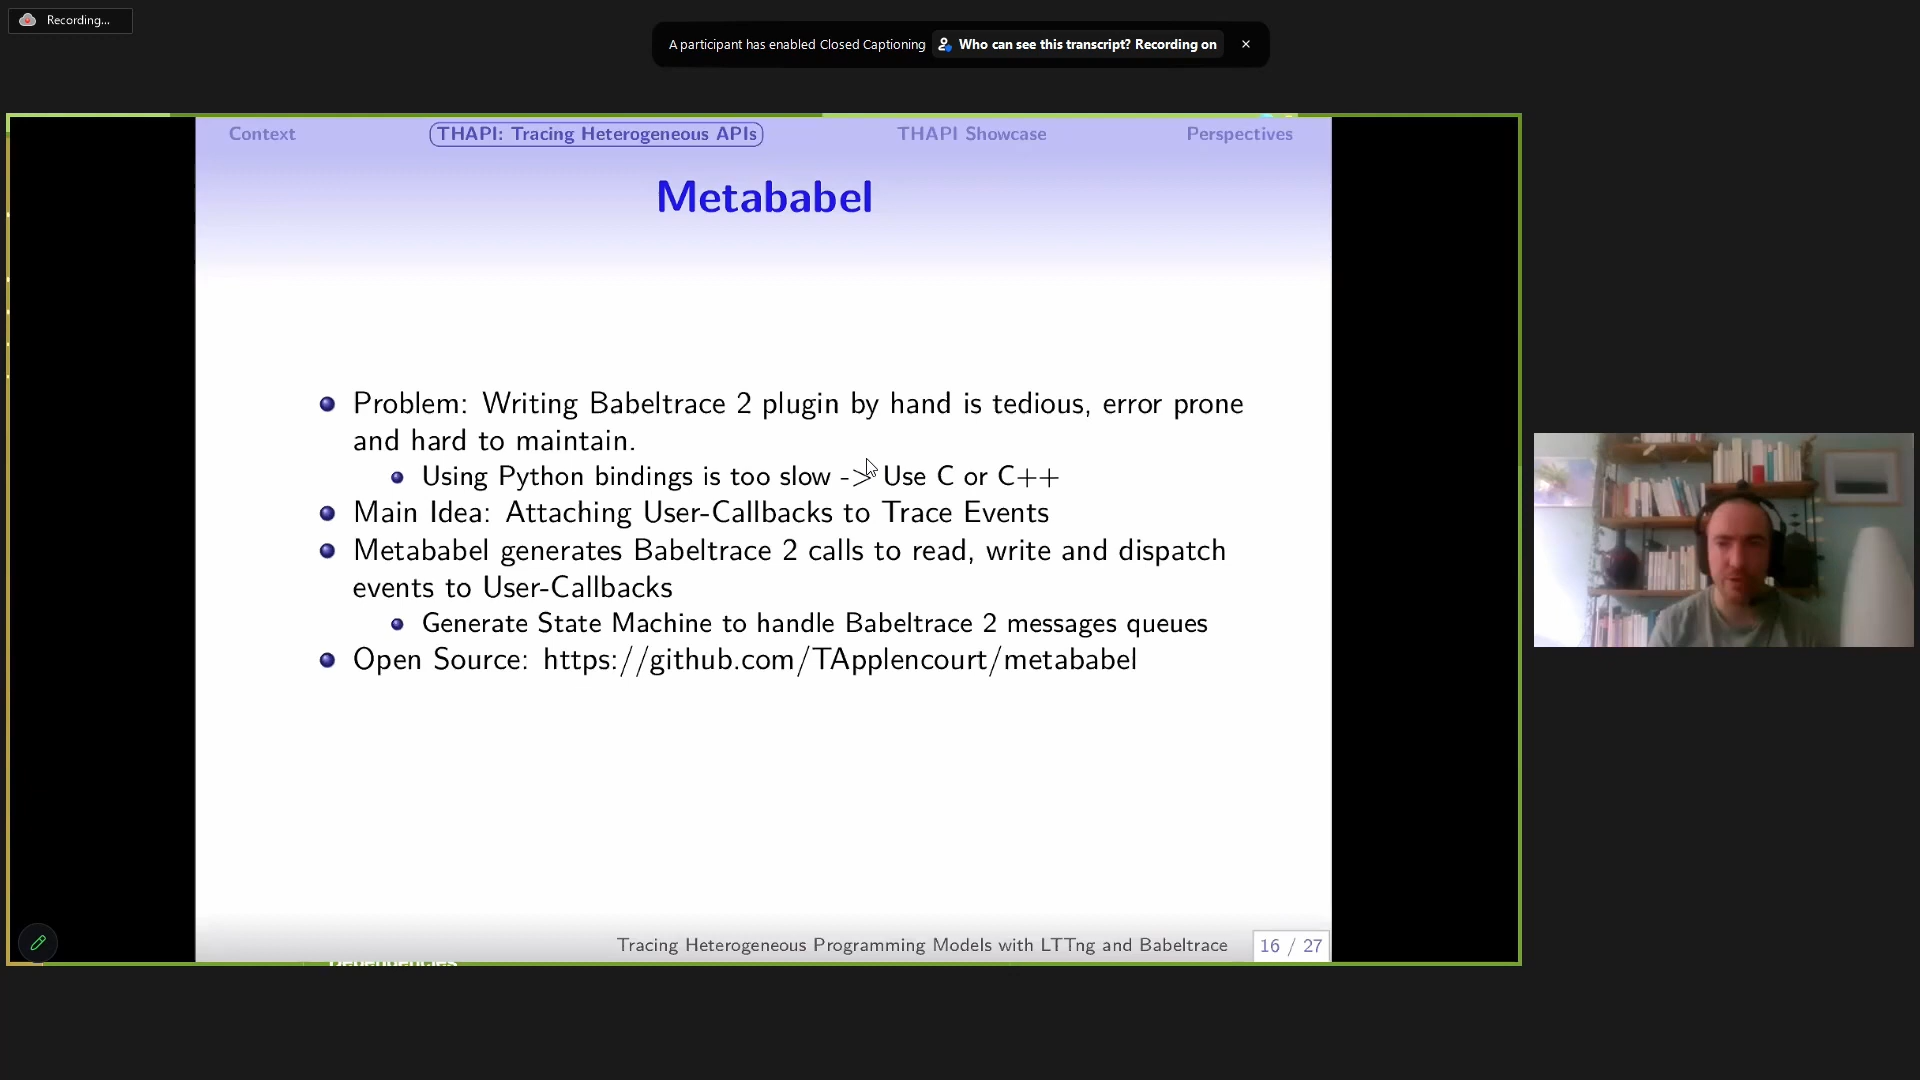 Recording...
A participant has enabled Closed Captioning Who can see this transcript? Recording on
Context THAPI: Tracing Heterogeneous APIs THAPI Showcase Perspectives
Metababel
Problem: Writing Babeltrace 2 plugin by hand is tedious, error prone
and hard to maintain.
Using Python bindings is too slow -> Use C or C++
Main Idea: Attaching User-Callbacks to Trace Events
Metababel generates Babeltrace 2 calls to read, write and dispatch
events to User-Callbacks
Generate State Machine to handle Babeltrace 2 messages queues
Open Source: https://github.com/TApplencourt/metababel
Tracing Heterogeneous Programming Models with LTTng and Babeltrace 16 / 27
Dependencies